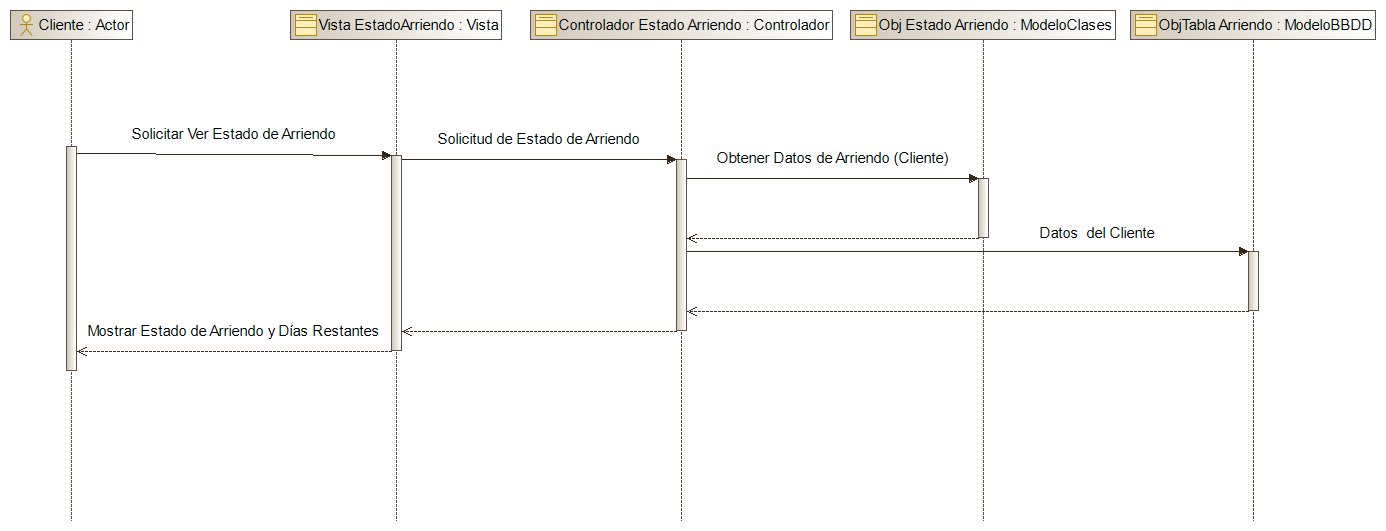 Cliente : Actor
Vista EstadoArriendo : Vista
Controlador Estado Arriendo : Controlador
Obj Estado Arriendo : ModeloClases
ObjTabla Arriendo : ModeloBBDD
Solicitar Ver Estado de Arriendo
Solicitud de Estado de Arriendo
Obtener Datos de Arriendo (Cliente)
Datos  del Cliente
Mostrar Estado de Arriendo y Días Restantes